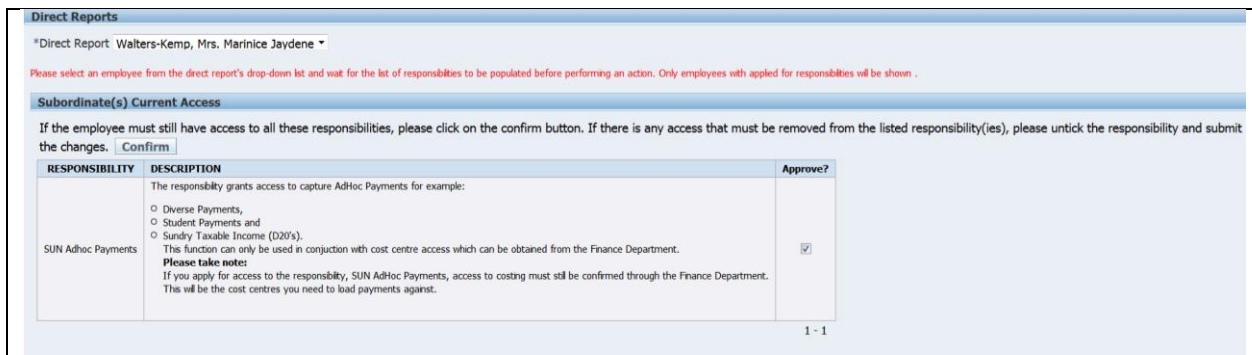 Direct Reports
*Direct Report Walters-Kemp, Mrs. Marinice Jaydene
Please select an employee from the direct report's drop-down list and wait for the list of responsibilties to be populated before performing an action. Only employees with applied for responsibilties will be shown .
Subordinate(s) Current Access
If the employee must still have access to all these responsibilities, please click on the confirm button. If there is any access that must be removed from the listed responsibility(ies), please untick the responsibility and submit
the changes. Confirm
RESPONSIBILITY DESCRIPTION Approve?
The responsiblity grants access to capture AdHoc Payments for example:
Diverse Payments,
Student Payments and
Sundry Taxable Income (D20's).
SUN Adhoc Payments This function can only be used in conjuction with cost centre access which can be obtained from the Finance Department.
Please take note:
If you apply for access to the responsiblity, SUN AdHoc Payments, access to costing must still be confirmed through the Finance Department.
This will be the cost centres you need to load payments against.
1 - 1